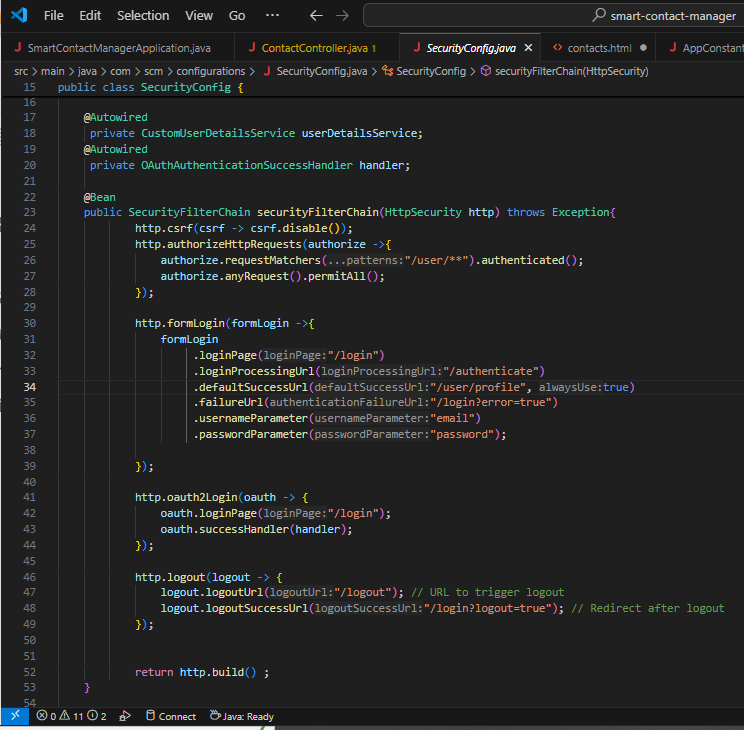 File Edit Selection View Go ··· ← → smart-contact-manager
J SmartContactManagerApplication.java J ContactController.java 1 J SecurityConfig.java × <> contacts.html ● J AppConstant
src > main > java > com > scm > configurations > J SecurityConfig.java > SecurityConfig > securityFilterChain(HttpSecurity)
15 public class SecurityConfig {
16
17 @Autowired
18 private CustomUserDetailsService userDetailsService;
19 @Autowired
20 private OAuthAuthenticationSuccessHandler handler;
21
22 @Bean
23 public SecurityFilterChain securityFilterChain(HttpSecurity http) throws Exception{
24 http.csrf(csrf -> csrf.disable());
25 http.authorizeHttpRequests(authorize ->{
26 authorize.requestMatchers(...patterns:"/user/**").authenticated();
27 authorize.anyRequest().permitAll();
28 });
29
30 http.formLogin(formLogin ->{
31 formLogin
32 .loginPage(loginPage:"/login")
33 .loginProcessingUrl(loginProcessingUrl:"/authenticate")
34 .defaultSuccessUrl(defaultSuccessUrl:"/user/profile", alwaysUse:true)
35 .failureUrl(authenticationFailureUrl:"/login?error=true")
36 .usernameParameter(usernameParameter:"email")
37 .passwordParameter(passwordParameter:"password");
38
39 });
40
41 http.oauth2Login(oauth -> {
42 oauth.loginPage(loginPage:"/login");
43 oauth.successHandler(handler);
44 });
45
46 http.logout(logout -> {
47 logout.logoutUrl(logoutUrl:"/logout"); // URL to trigger logout
48 logout.logoutSuccessUrl(logoutSuccessUrl:"/login?logout=true"); // Redirect after logout
49 });
50
51
52 return http.build() ;
53 }
54
0 11 2 Connect Java: Ready